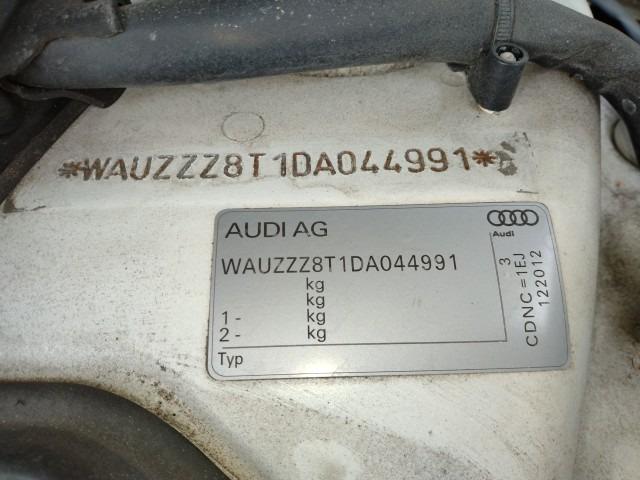 *WAUZZZ8T1DA044991*
AUDI AG
Audi
WAUZZZ8T1DA044991
kg
kg
1 - kg
2 - kg
Typ
3
CDNC = 1EJ
122012